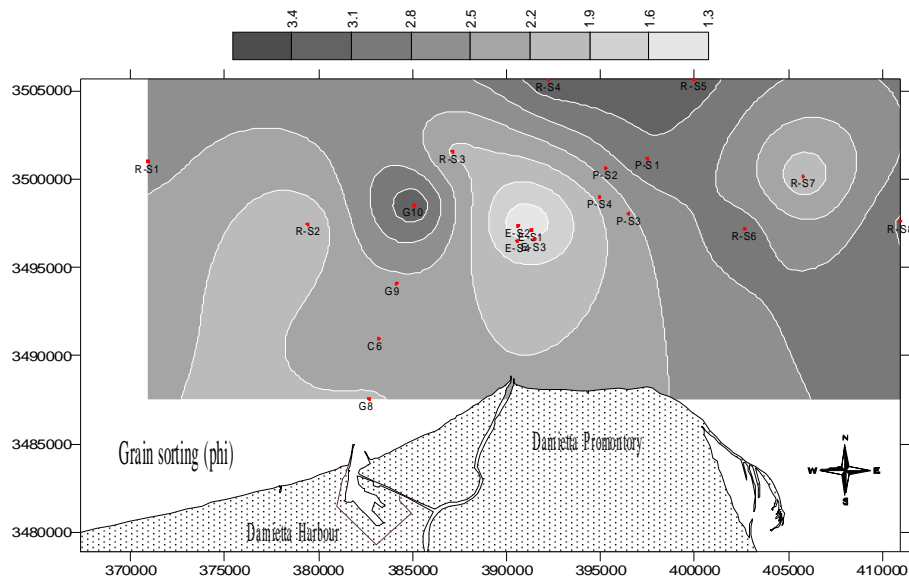 3.4 3.1 2.8 2.5 2.2 1.9 1.6 1.3
3505000
R-S4 R-S5
R-S3 P-S1
R-S1 P-S2
3500000
R-S7
P-S4
G10
P-S3
R-S2 E-S2 E-S1 R-S6 R-S8
E-S4 E-S3
3495000
G9
3490000
C6
G8
3485000
Grain sorting (phi)
Damietta Promontory
N
W E
S
3480000
Damietta Harbour
370000 375000 380000 385000 390000 395000 400000 405000 410000